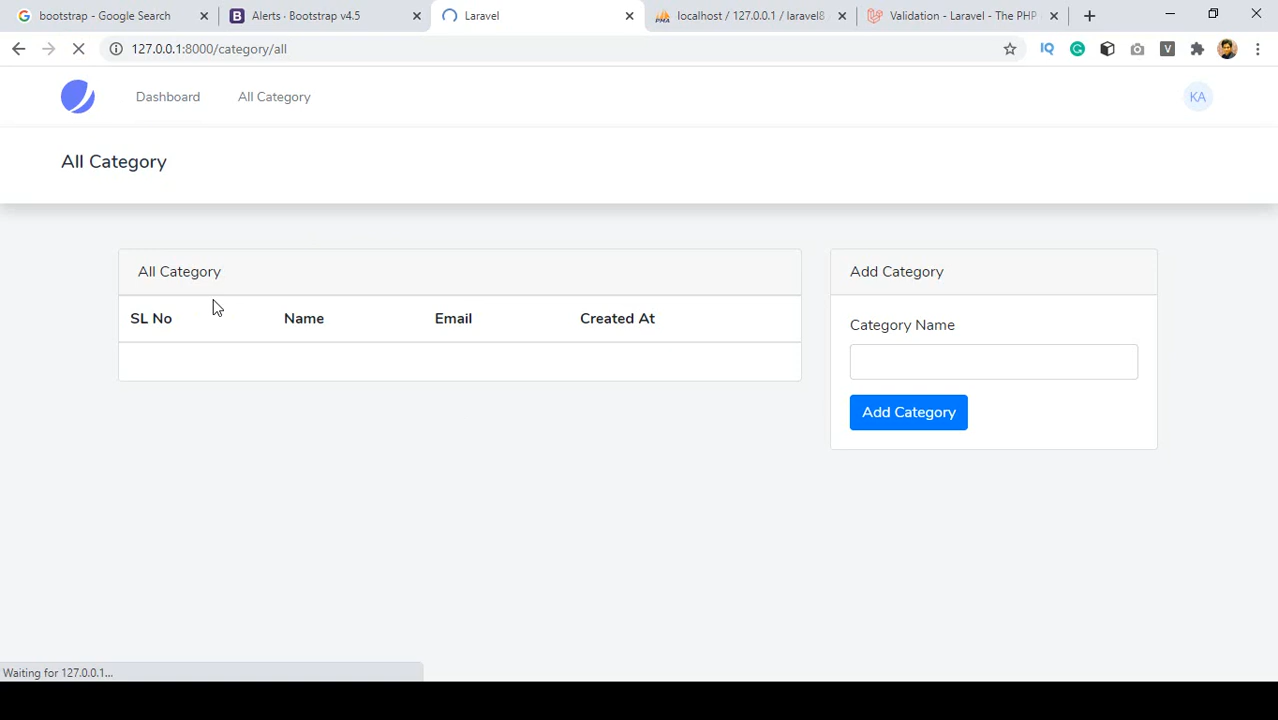 bootstrap - Google Search
Alerts · Bootstrap v4.5
Laravel
localhost / 127.0.0.1 / laravel8
Validation - Laravel - The PHP
127.0.0.1:8000/category/all
IQ
V
Dashboard
All Category
KA
All Category
All Category
SL No Name Email Created At
Add Category
Category Name
Add Category
Waiting for 127.0.0.1...